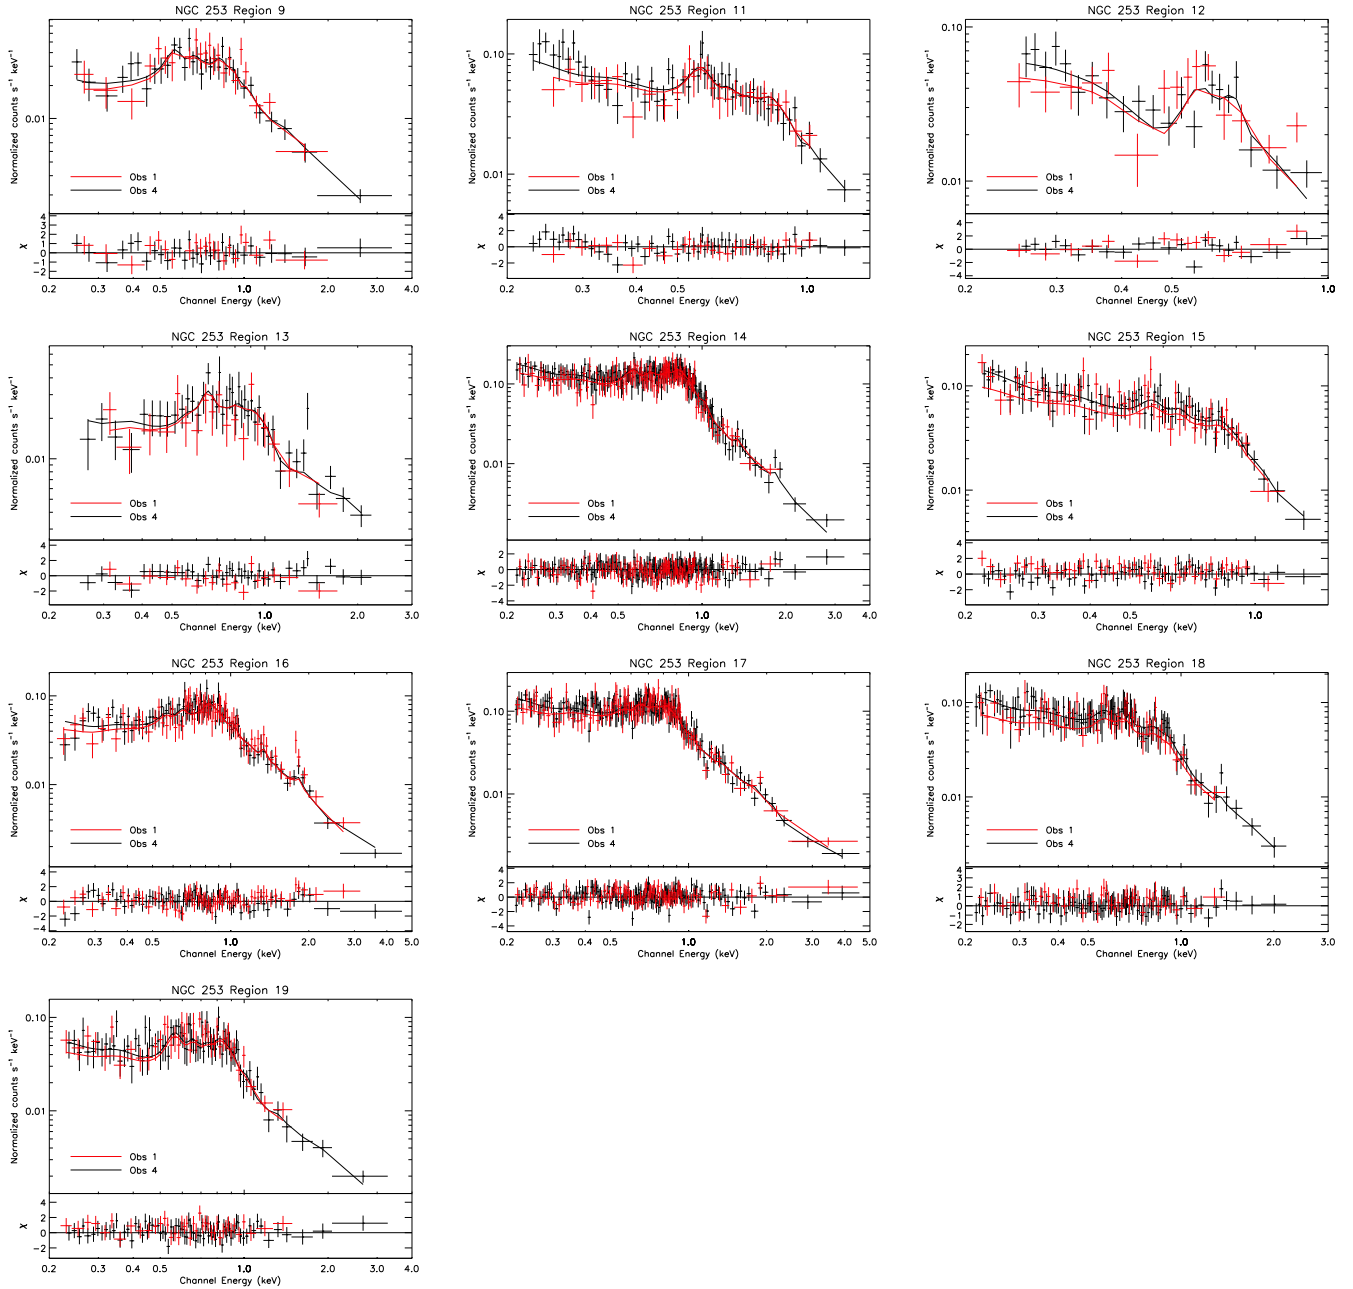 NGC 253 Region 9
Normalized counts s⁻¹ keV⁻¹
0.01
Obs 1
Obs 4
χ
4
3
2
1
0
-1
-2
0.2 0.3 0.4 0.5 1.0 2.0 3.0 4.0
Channel Energy (keV)
NGC 253 Region 11
Normalized counts s⁻¹ keV⁻¹
0.10
0.01
Obs 1
Obs 4
χ
4
2
0
-2
0.2 0.3 0.4 0.5 1.0
Channel Energy (keV)
NGC 253 Region 12
Normalized counts s⁻¹ keV⁻¹
0.10
0.01
Obs 1
Obs 4
χ
4
2
0
-2
-4
0.2 0.3 0.5 1.0
Channel Energy (keV)
NGC 253 Region 13
Normalized counts s⁻¹ keV⁻¹
0.01
Obs 1
Obs 4
χ
4
2
0
-2
0.2 0.3 0.4 0.5 1.0 2.0 3.0
Channel Energy (keV)
NGC 253 Region 14
Normalized counts s⁻¹ keV⁻¹
0.10
0.01
Obs 1
Obs 4
χ
2
0
-2
0.2 0.3 0.4 0.5 1.0 2.0 3.0 4.0
Channel Energy (keV)
NGC 253 Region 15
Normalized counts s⁻¹ keV⁻¹
0.10
0.01
Obs 1
Obs 4
χ
4
2
0
-2
0.2 0.3 0.4 0.5 1.0
Channel Energy (keV)
NGC 253 Region 16
Normalized counts s⁻¹ keV⁻¹
0.10
0.01
Obs 1
Obs 4
χ
4
2
0
-2
-4
0.2 0.3 0.5 1.0 2.0 3.0 4.0 5.0
Channel Energy (keV)
NGC 253 Region 17
Normalized counts s⁻¹ keV⁻¹
0.10
0.01
Obs 1
Obs 4
χ
4
2
0
-2
0.2 0.3 0.5 1.0 2.0 3.0 4.0 5.0
Channel Energy (keV)
NGC 253 Region 18
Normalized counts s⁻¹ keV⁻¹
0.10
0.01
Obs 1
Obs 4
χ
4
3
2
1
0
-1
-2
0.2 0.3 0.5 1.0 2.0 3.0
Channel Energy (keV)
NGC 253 Region 19
Normalized counts s⁻¹ keV⁻¹
0.10
0.01
Obs 1
Obs 4
χ
4
2
0
-2
0.2 0.3 0.4 0.5 1.0 2.0 3.0 4.0
Channel Energy (keV)